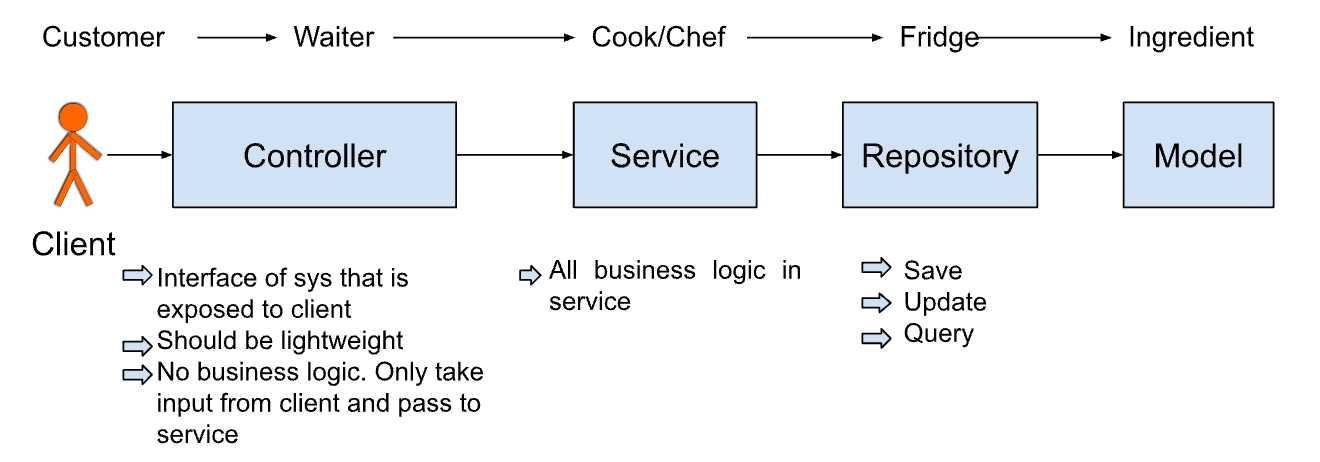 Customer Waiter Cook/Chef Fridge Ingredient
Controller Service Repository Model
Client
Interface of sys that is
exposed to client
Should be lightweight
No business logic. Only take
input from client and pass to
service
All business logic in
service
Save
Update
Query